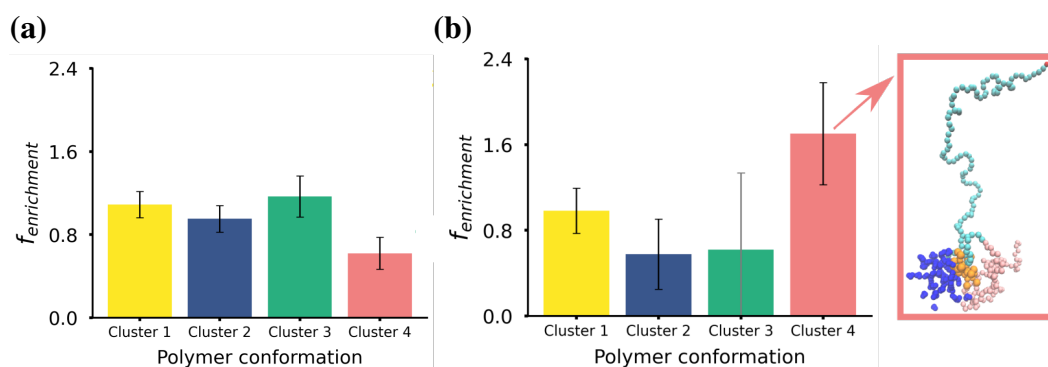 (a)
2.4
1.6
0.8
0.0
f_enrichment
Cluster 1 Cluster 2 Cluster 3 Cluster 4
Polymer conformation
(b)
2.4
1.6
0.8
0.0
f_enrichment
Cluster 1 Cluster 2 Cluster 3 Cluster 4
Polymer conformation